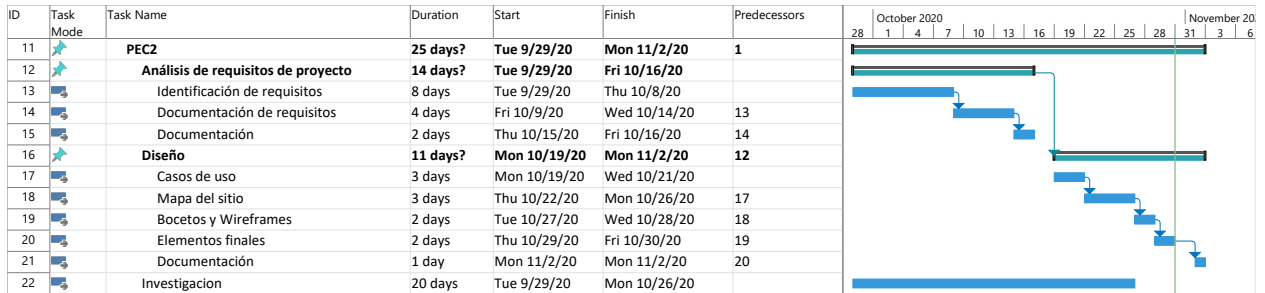 ID Task Mode Task Name Duration Start Finish Predecessors
October 2020 November 20
28 1 4 7 10 13 16 19 22 25 28 31 3 6
11 PEC2 25 days? Tue 9/29/20 Mon 11/2/20 1
12 Análisis de requisitos de proyecto 14 days? Tue 9/29/20 Fri 10/16/20
13 Identificación de requisitos 8 days Tue 9/29/20 Thu 10/8/20
14 Documentación de requisitos 4 days Fri 10/9/20 Wed 10/14/20 13
15 Documentación 2 days Thu 10/15/20 Fri 10/16/20 14
16 Diseño 11 days? Mon 10/19/20 Mon 11/2/20 12
17 Casos de uso 3 days Mon 10/19/20 Wed 10/21/20
18 Mapa del sitio 3 days Thu 10/22/20 Mon 10/26/20 17
19 Bocetos y Wireframes 2 days Tue 10/27/20 Wed 10/28/20 18
20 Elementos finales 2 days Thu 10/29/20 Fri 10/30/20 19
21 Documentación 1 day Mon 11/2/20 Mon 11/2/20 20
22 Investigacion 20 days Tue 9/29/20 Mon 10/26/20